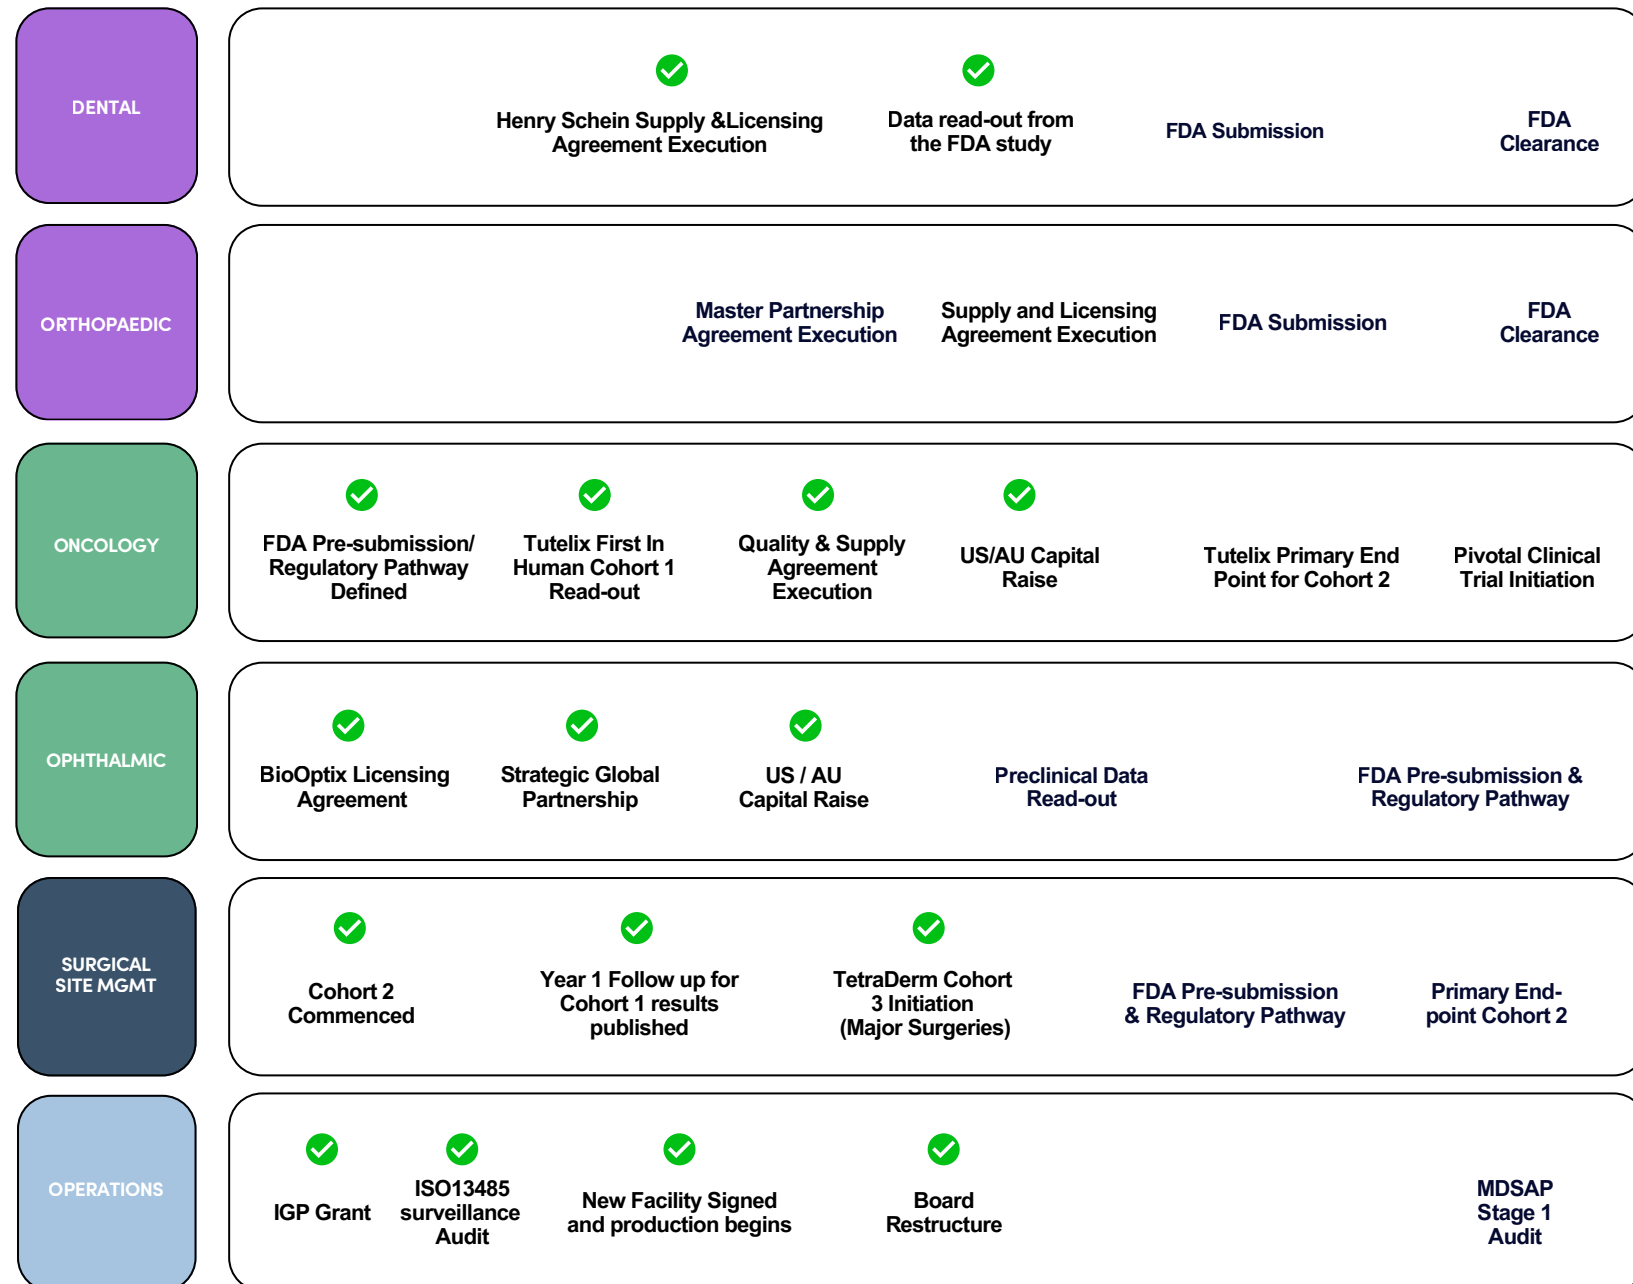 DENTAL
Henry Schein Supply &Licensing
Agreement Execution
Data read-out from
the FDA study
FDA Submission
FDA
Clearance
ORTHOPAEDIC
Master Partnership
Agreement Execution
Supply and Licensing
Agreement Execution
FDA Submission
FDA
Clearance
ONCOLOGY
FDA Pre-submission/
Regulatory Pathway
Defined
Tutelix First In
Human Cohort 1
Read-out
Quality & Supply
Agreement
Execution
US/AU Capital
Raise
Tutelix Primary End
Point for Cohort 2
Pivotal Clinical
Trial Initiation
OPHTHALMIC
BioOptix Licensing
Agreement
Strategic Global
Partnership
US / AU
Capital Raise
Preclinical Data
Read-out
FDA Pre-submission &
Regulatory Pathway
SURGICAL
SITE MGMT
Cohort 2
Commenced
Year 1 Follow up for
Cohort 1 results
published
TetraDerm Cohort
3 Initiation
(Major Surgeries)
FDA Pre-submission
& Regulatory Pathway
Primary End-
point Cohort 2
OPERATIONS
IGP Grant
ISO13485
surveillance
Audit
New Facility Signed
and production begins
Board
Restructure
MDSAP
Stage 1
Audit